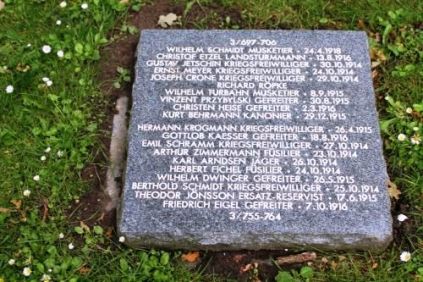 3/697-706
WILHELM SCHMIDT MUSKETIER · 24.4.1918
CHRISTOF ETZEL LANDSTURMMANN · 13.8.1916
GUSTAV JETSCHIN KRIEGSFREIWILLIGER · 30.10.1914
ERNST MEYER KRIEGSFREIWILLIGER · 24.10.1914
JOSEPH CRONE KRIEGSFREIWILLIGER · 29.10.1914
RICHARD RÖPKE
WILHELM FURBAHN MUSKETIER · 8.9.1915
VINZENT PRZYBYLSKI GEFREITER · 30.8.1915
CHRISTEN HEISE GEFREITER · 2.6.1916
KURT BEHRMANN KANONIER · 29.12.1915
HERMANN KROGMANN KRIEGSFREIWILLIGER · 26.4.1915
GOTTLOB KAESSER GEFREITER · 18.8.1916
EMIL SCHRAMM KRIEGSFREIWILLIGER · 27.10.1914
ARTHUR ZIMMERMANN FÜSILIER · 23.10.1914
KARL ARNDSEN JÄGER · 26.10.1914
HERBERT EICHEL FÜSILIER · 24.10.1914
WILHELM DWINGER GEFREITER · 26.5.1915
BERTHOLD SCHMIDT KRIEGSFREIWILLIGER · 25.10.1914
THEODOR JÖNSSON ERSATZ-RESERVIST · 17.6.1915
FRIEDRICH EIGEL GEFREITER · 7.10.1916
3/755-764